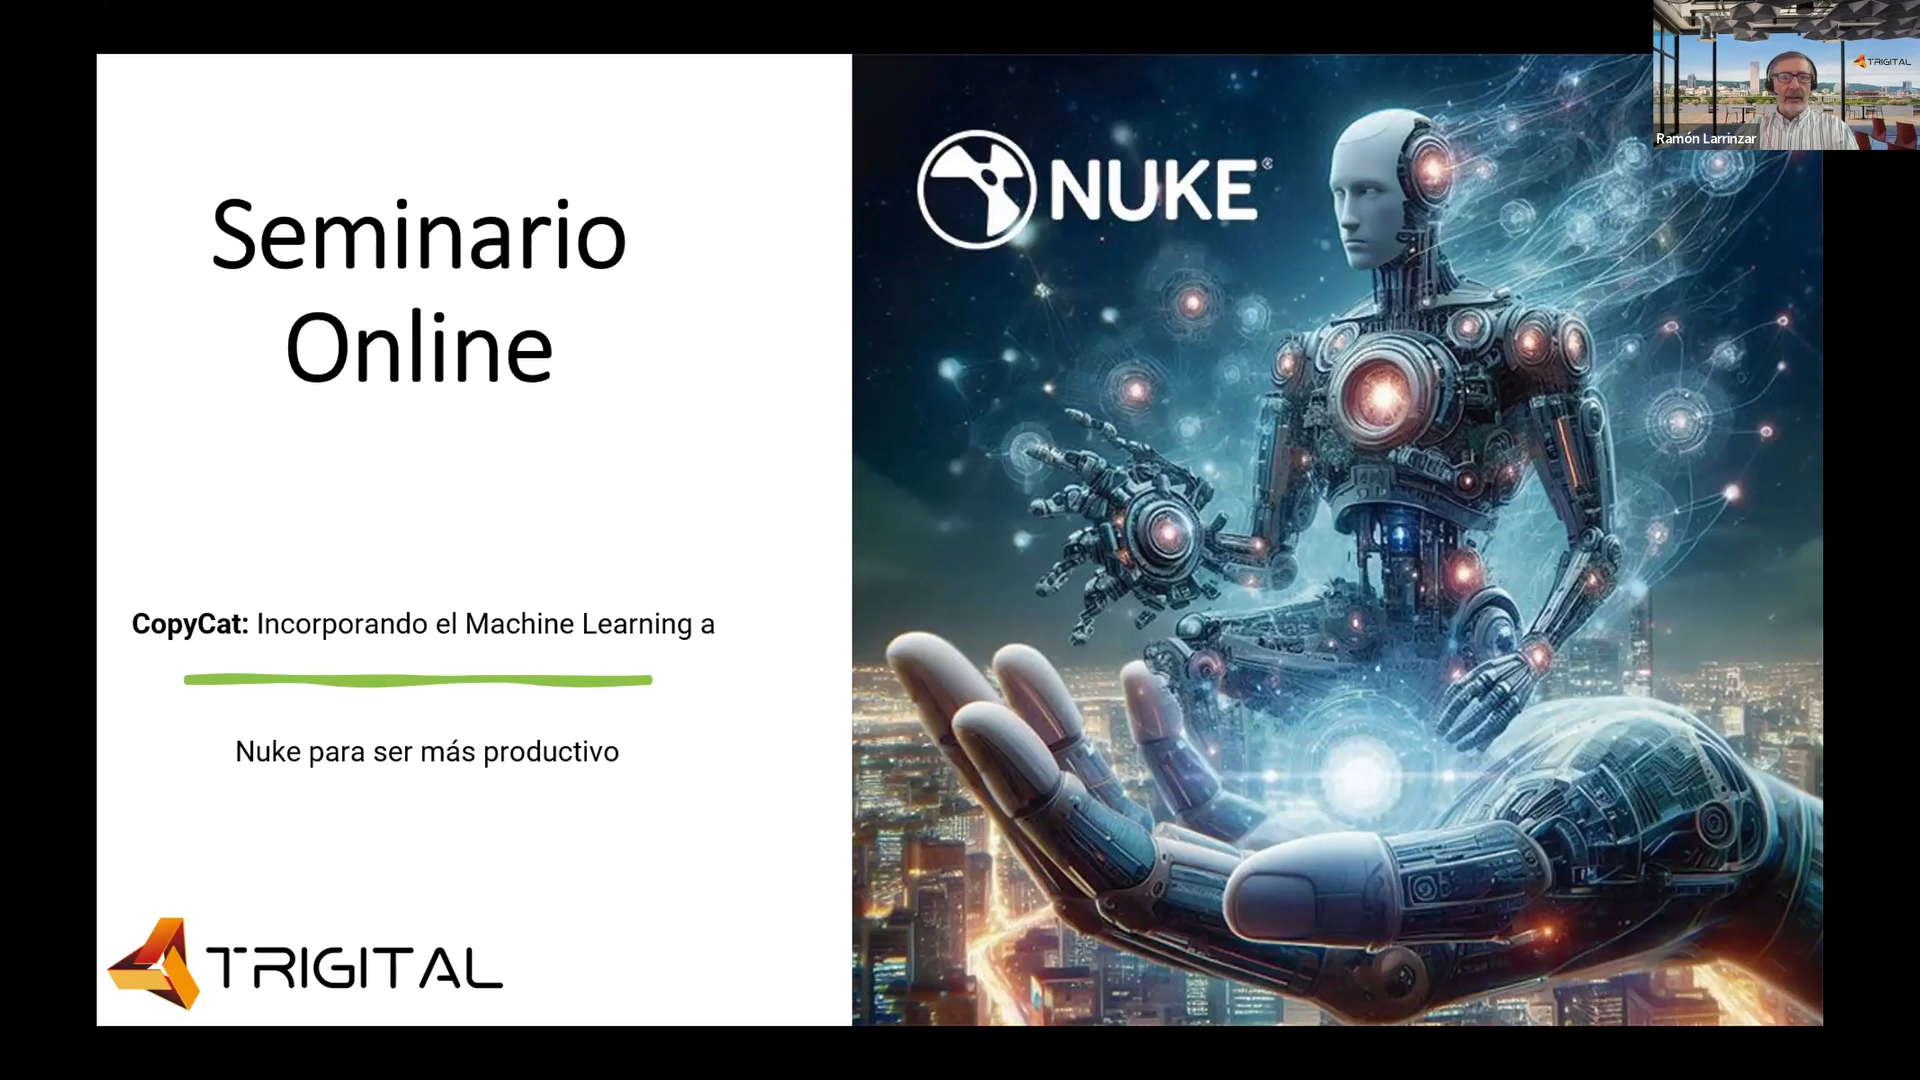 Seminario
Online
CopyCat: Incorporando el Machine Learning a
Nuke para ser más productivo
TRIGITAL
NUKE®
TRIGITAL
Ramón Larrinzar